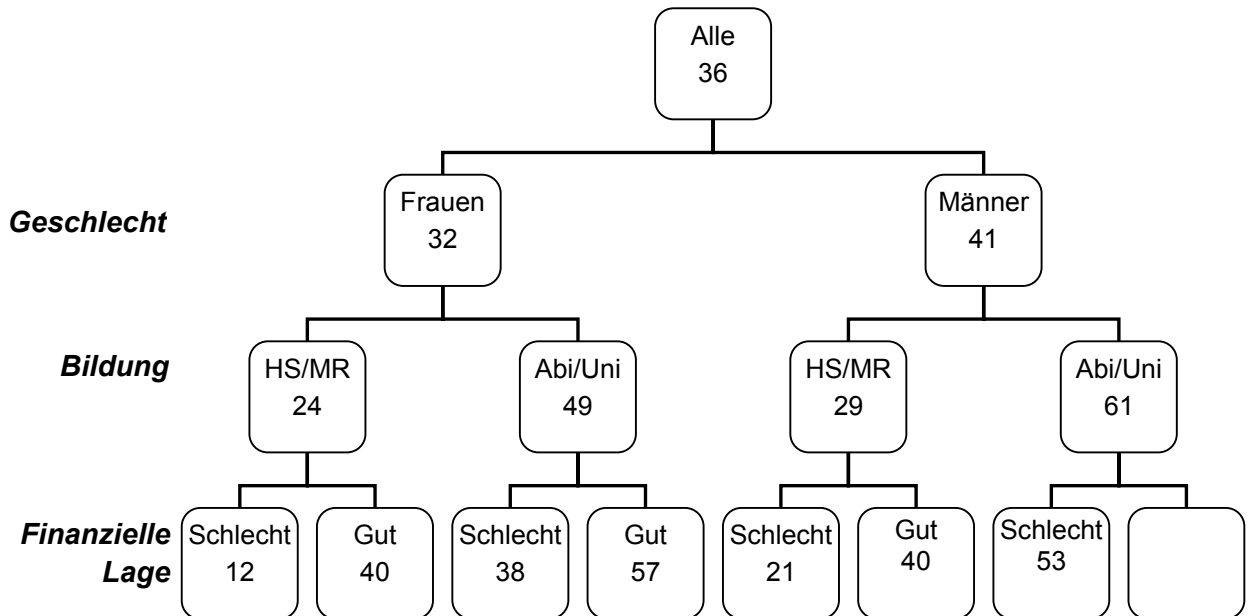 Alle
36
Geschlecht
Frauen
32
Männer
41
Bildung
HS/MR
24
Abi/Uni
49
HS/MR
29
Abi/Uni
61
Finanzielle
Lage
Schlecht
12
Gut
40
Schlecht
38
Gut
57
Schlecht
21
Gut
40
Schlecht
53